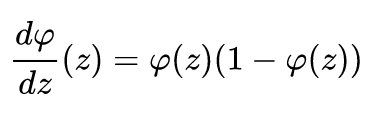 dφ/dz (z) = φ(z)(1 − φ(z))